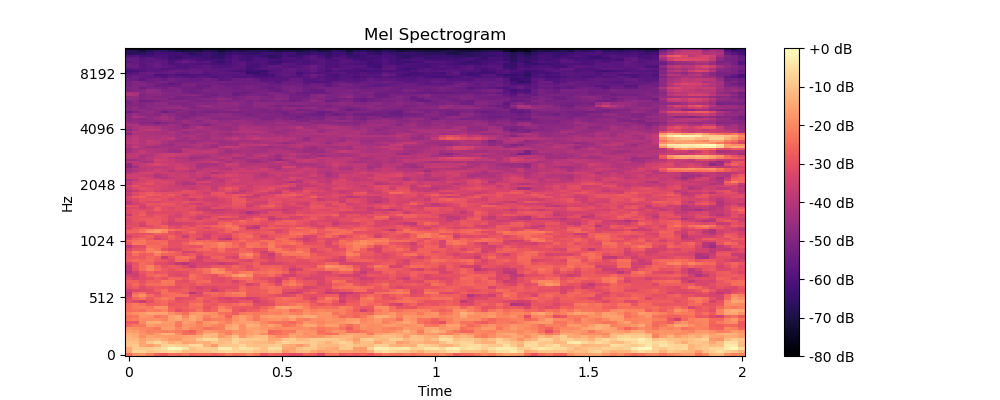 Mel Spectrogram
+0 dB
8192
-10 dB
4096
-20 dB
-30 dB
2048
-40 dB
Hz
1024
-50 dB
-60 dB
512
-70 dB
0
-80 dB
0 0.5 1 1.5 2
Time